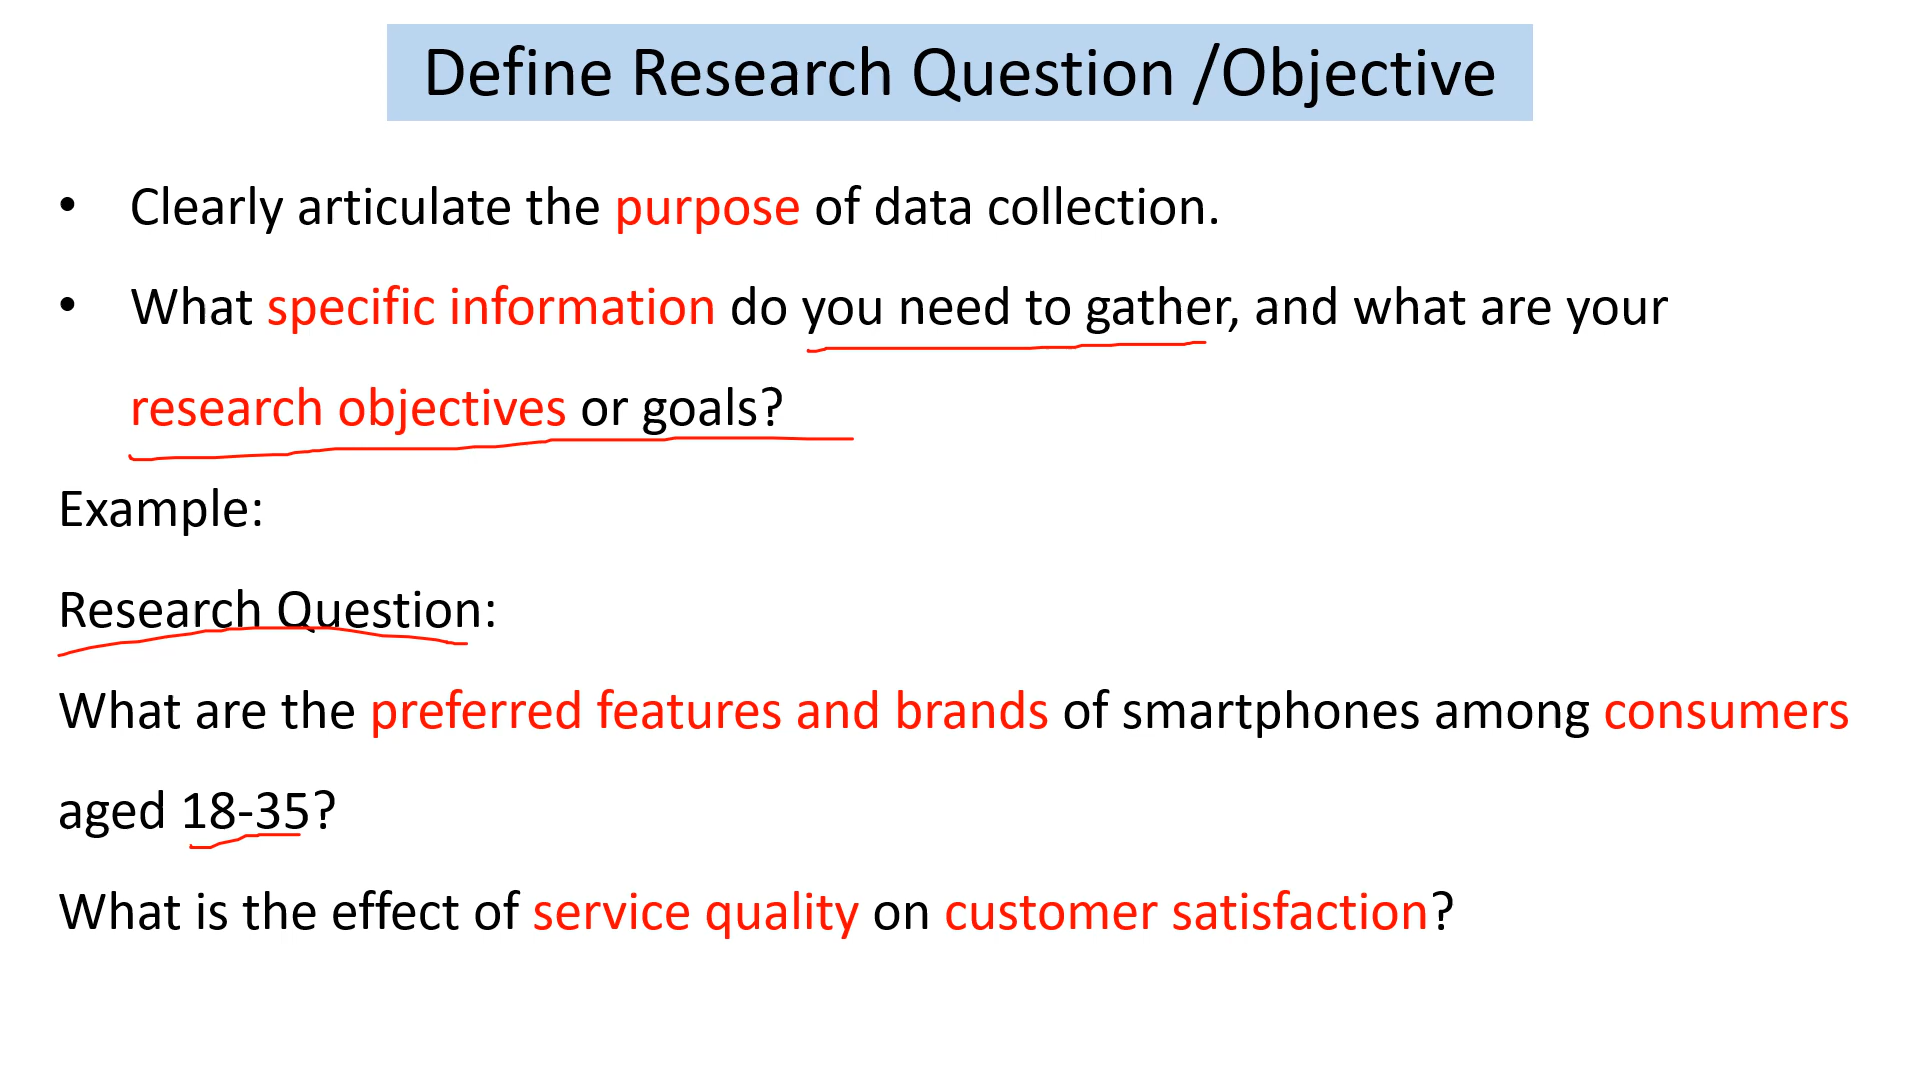 Define Research Question /Objective
• Clearly articulate the purpose of data collection.
• What specific information do you need to gather, and what are your
research objectives or goals?
Example:
Research Question:
What are the preferred features and brands of smartphones among consumers
aged 18-35?
What is the effect of service quality on customer satisfaction?